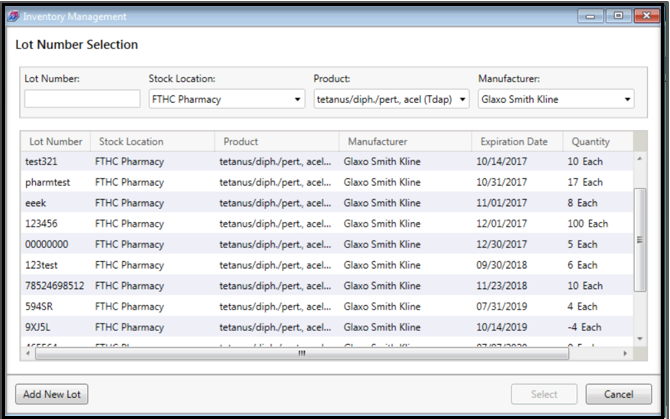 Inventory Management
Lot Number Selection
Lot Number: Stock Location: Product: Manufacturer:
FTHC Pharmacy tetanus/diph./pert., acel (Tdap) Glaxo Smith Kline
Lot Number Stock Location Product Manufacturer Expiration Date Quantity
test321 FTHC Pharmacy tetanus/diph./pert., acel... Glaxo Smith Kline 10/14/2017 10 Each
pharmtest FTHC Pharmacy tetanus/diph./pert., acel... Glaxo Smith Kline 10/31/2017 17 Each
eeek FTHC Pharmacy tetanus/diph./pert., acel... Glaxo Smith Kline 11/01/2017 8 Each
123456 FTHC Pharmacy tetanus/diph./pert., acel... Glaxo Smith Kline 12/01/2017 100 Each
00000000 FTHC Pharmacy tetanus/diph./pert., acel... Glaxo Smith Kline 12/30/2017 5 Each
123test FTHC Pharmacy tetanus/diph./pert., acel... Glaxo Smith Kline 09/30/2018 6 Each
78524698512 FTHC Pharmacy tetanus/diph./pert., acel... Glaxo Smith Kline 11/23/2018 10 Each
594SR FTHC Pharmacy tetanus/diph./pert., acel... Glaxo Smith Kline 07/31/2019 4 Each
9XJ5L FTHC Pharmacy tetanus/diph./pert., acel... Glaxo Smith Kline 10/14/2019 -4 Each
Add New Lot Select Cancel